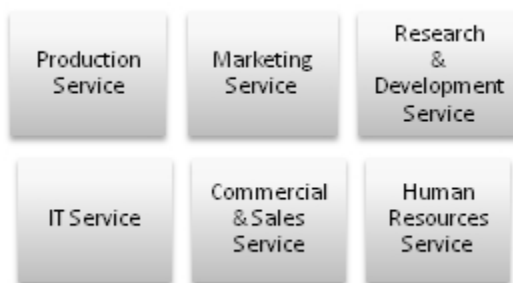 Production
Service
Marketing
Service
Research
&
Development
Service
IT Service
Commercial
& Sales
Service
Human
Resources
Service